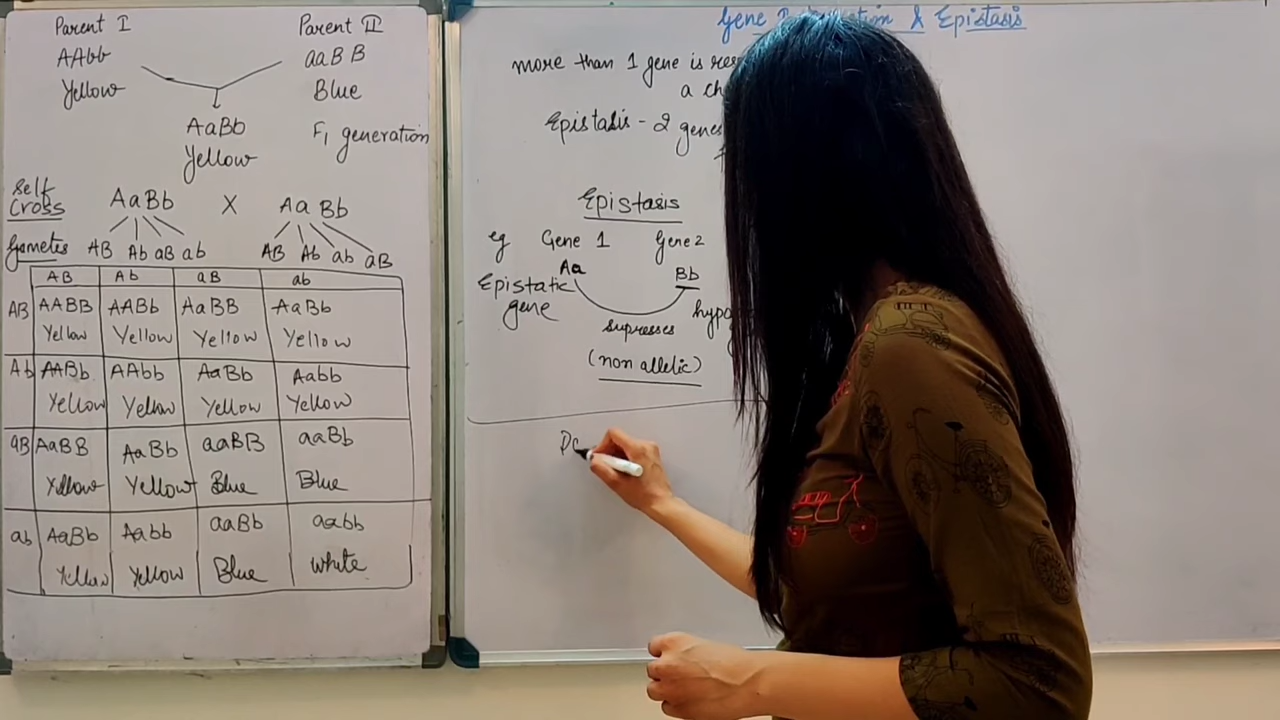 Parent I Parent II
AAbb aaBB
Yellow Blue
AaBb F1 generation
Yellow
Self
Cross AaBb X AaBb
Gametes AB Ab aB ab AB Ab ab aB
AB Ab aB ab
AB AABB AABb AaBB AaBb
Yellow Yellow Yellow Yellow
Ab AABb AAbb AaBb Aabb
Yellow Yellow Yellow Yellow
aB AaBB AaBb aaBB aaBb
Yellow Yellow Blue Blue
ab AaBb Aabb aaBb aabb
Yellow Yellow Blue white
Gene & Epistasis
more than 1 gene is
a
Epistasis - 2 genes
Epistasis
eg Gene 1 Gene 2
Aa Bb
Epistatic
gene
supresses
(non allelic)